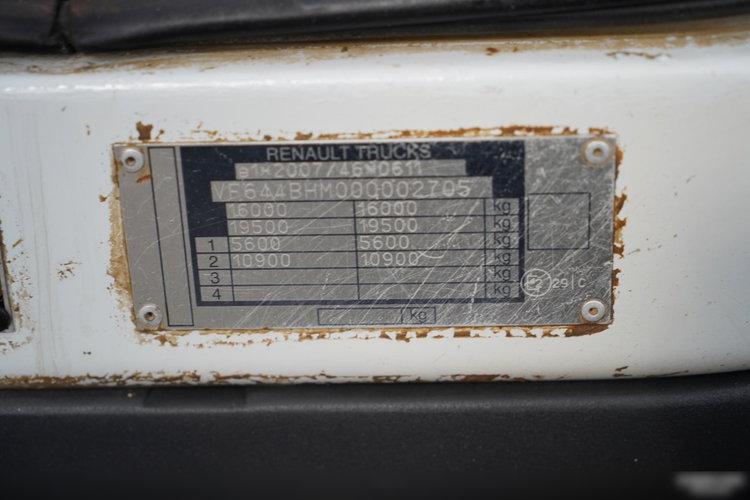 RENAULT TRUCKS
e1*2007/46*0611
VF644BHM000002705
16000 16000 kg
19500 19500 kg
1 5600 5600 kg
2 10900 10900 kg
3 kg
4 kg
29 C
kg